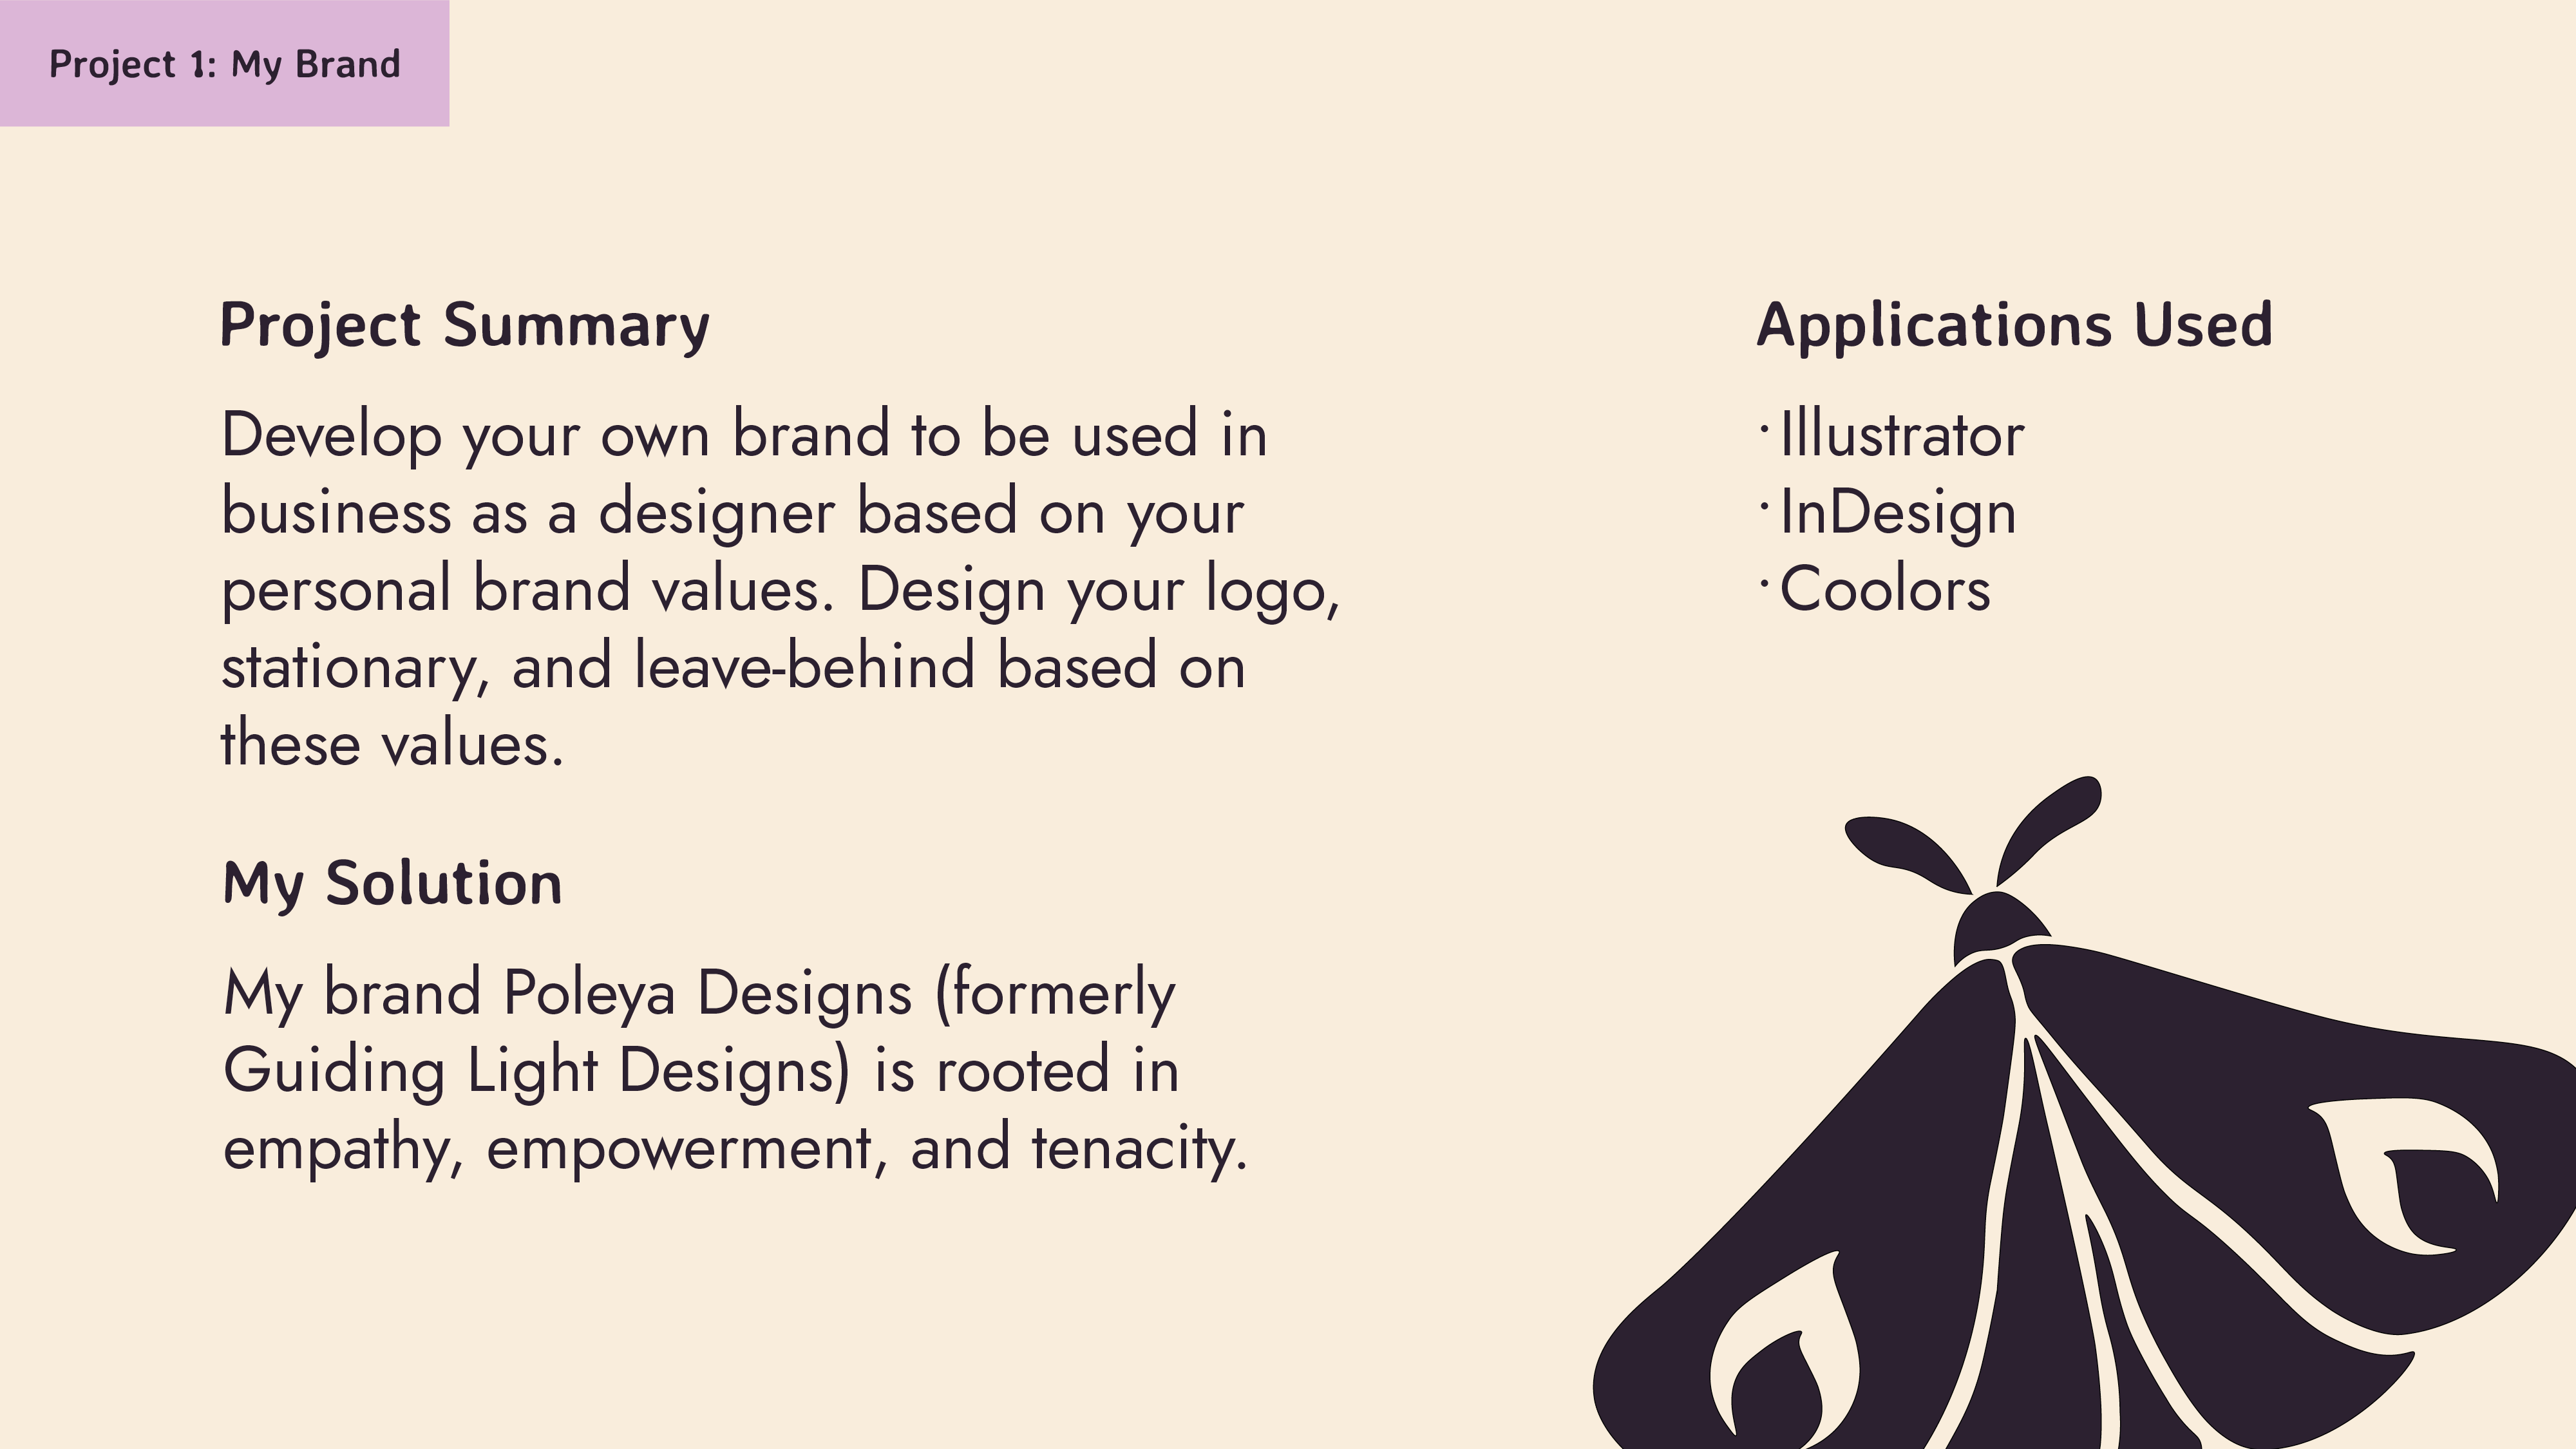 Project 1: My Brand
Project Summary
Develop your own brand to be used in
business as a designer based on your
personal brand values. Design your logo,
stationary, and leave-behind based on
these values.
My Solution
My brand Poleya Designs (formerly
Guiding Light Designs) is rooted in
empathy, empowerment, and tenacity.
Applications Used
· Illustrator
· InDesign
· Coolors